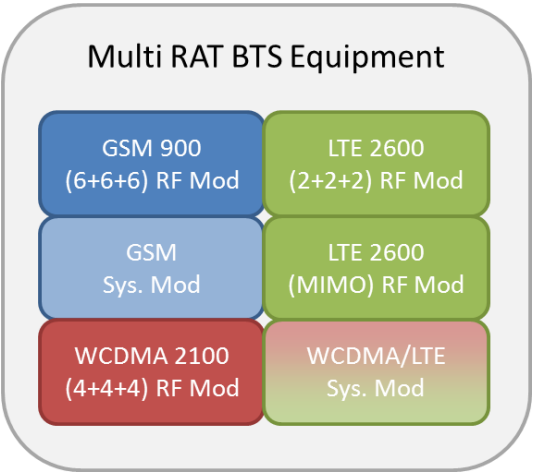 Multi RAT BTS Equipment
GSM 900
(6+6+6) RF Mod
LTE 2600
(2+2+2) RF Mod
GSM
Sys. Mod
LTE 2600
(MIMO) RF Mod
WCDMA 2100
(4+4+4) RF Mod
WCDMA/LTE
Sys. Mod